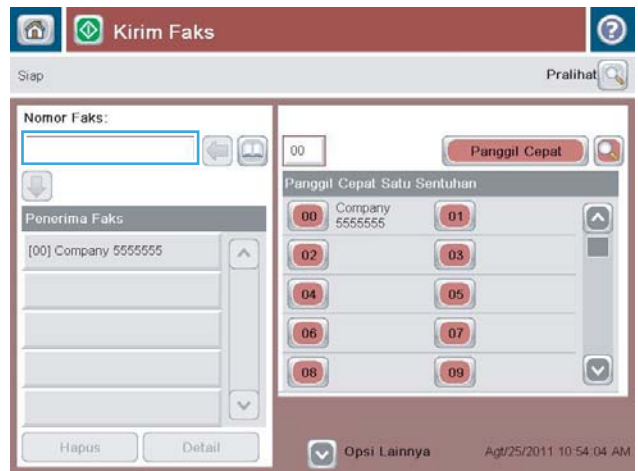 Kirim Faks
Siap
Pralihat
Nomor Faks:
00
Panggil Cepat
Panggil Cepat Satu Sentuhan
Penerima Faks
[00] Company 5555555
00 Company 5555555 01
02 03
04 05
06 07
08 09
Hapus Detail
Opsi Lainnya
Agt/25/2011 10:54:04 AM